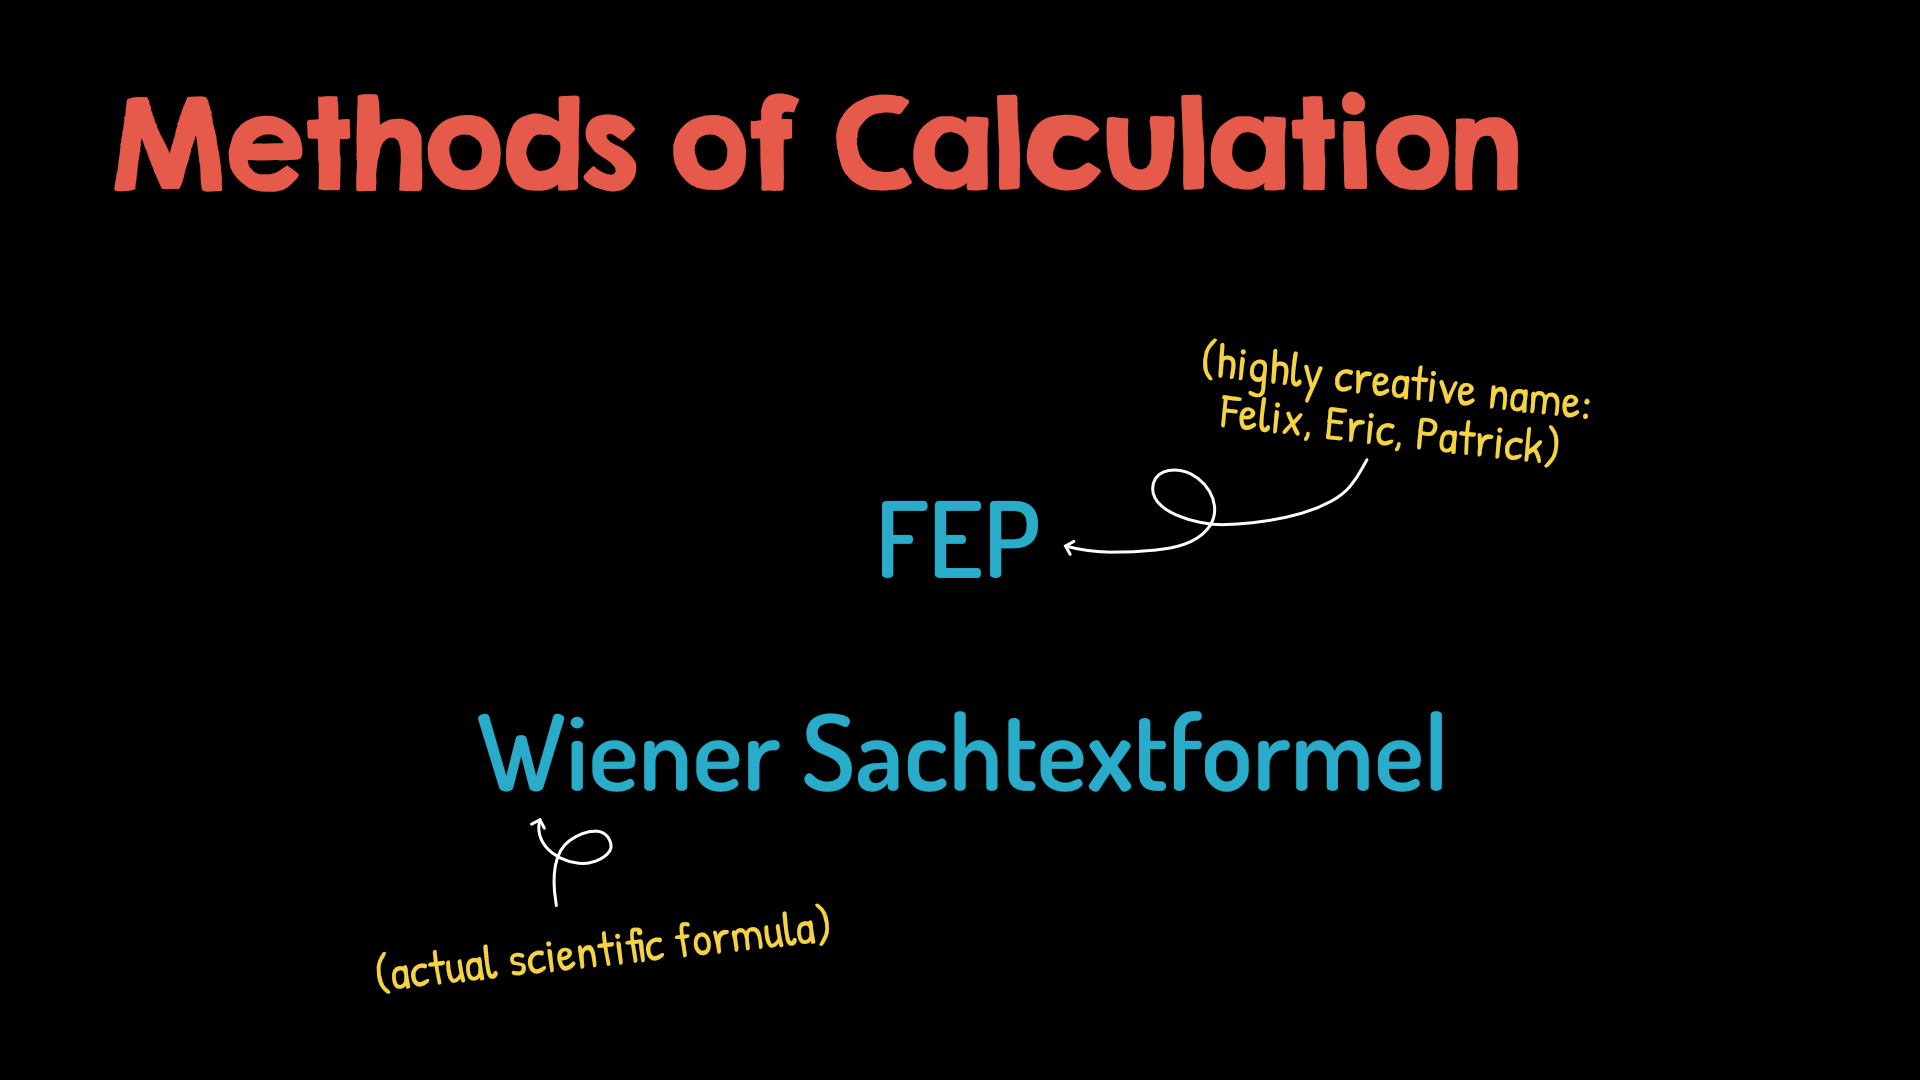 Methods of Calculation
(highly creative name:
Felix, Eric, Patrick)
FEP
Wiener Sachtextformel
(actual scientific formula)